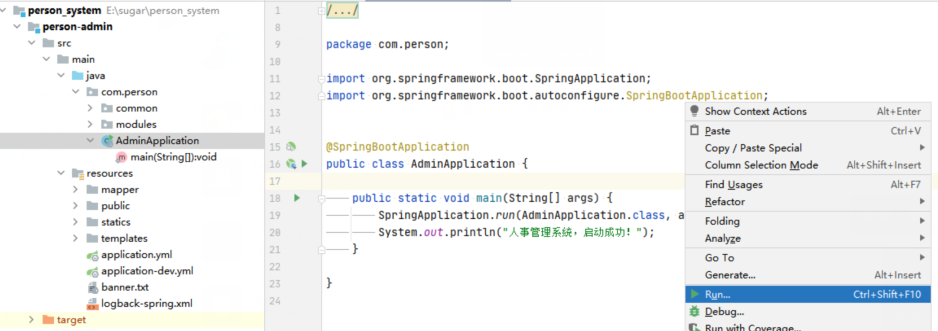 person_system E:\sugar\person_system
person-admin
src
main
java
com.person
common
modules
AdminApplication
main(String[]):void
resources
mapper
public
statics
templates
application.yml
application-dev.yml
banner.txt
logback-spring.xml
target
1 /.../
8
9 package com.person;
10
11 import org.springframework.boot.SpringApplication;
12 import org.springframework.boot.autoconfigure.SpringBootApplication;
13
14
15 @SpringBootApplication
16 public class AdminApplication {
17
18 public static void main(String[] args) {
19 SpringApplication.run(AdminApplication.class, a
20 System.out.println("人事管理系统，启动成功！");
21 }
22
23 }
24
Show Context Actions Alt+Enter
Paste Ctrl+V
Copy / Paste Special
Column Selection Mode Alt+Shift+Insert
Find Usages Alt+F7
Refactor
Folding
Analyze
Go To
Generate... Alt+Insert
Run... Ctrl+Shift+F10
Debug...
Run with Coverage...